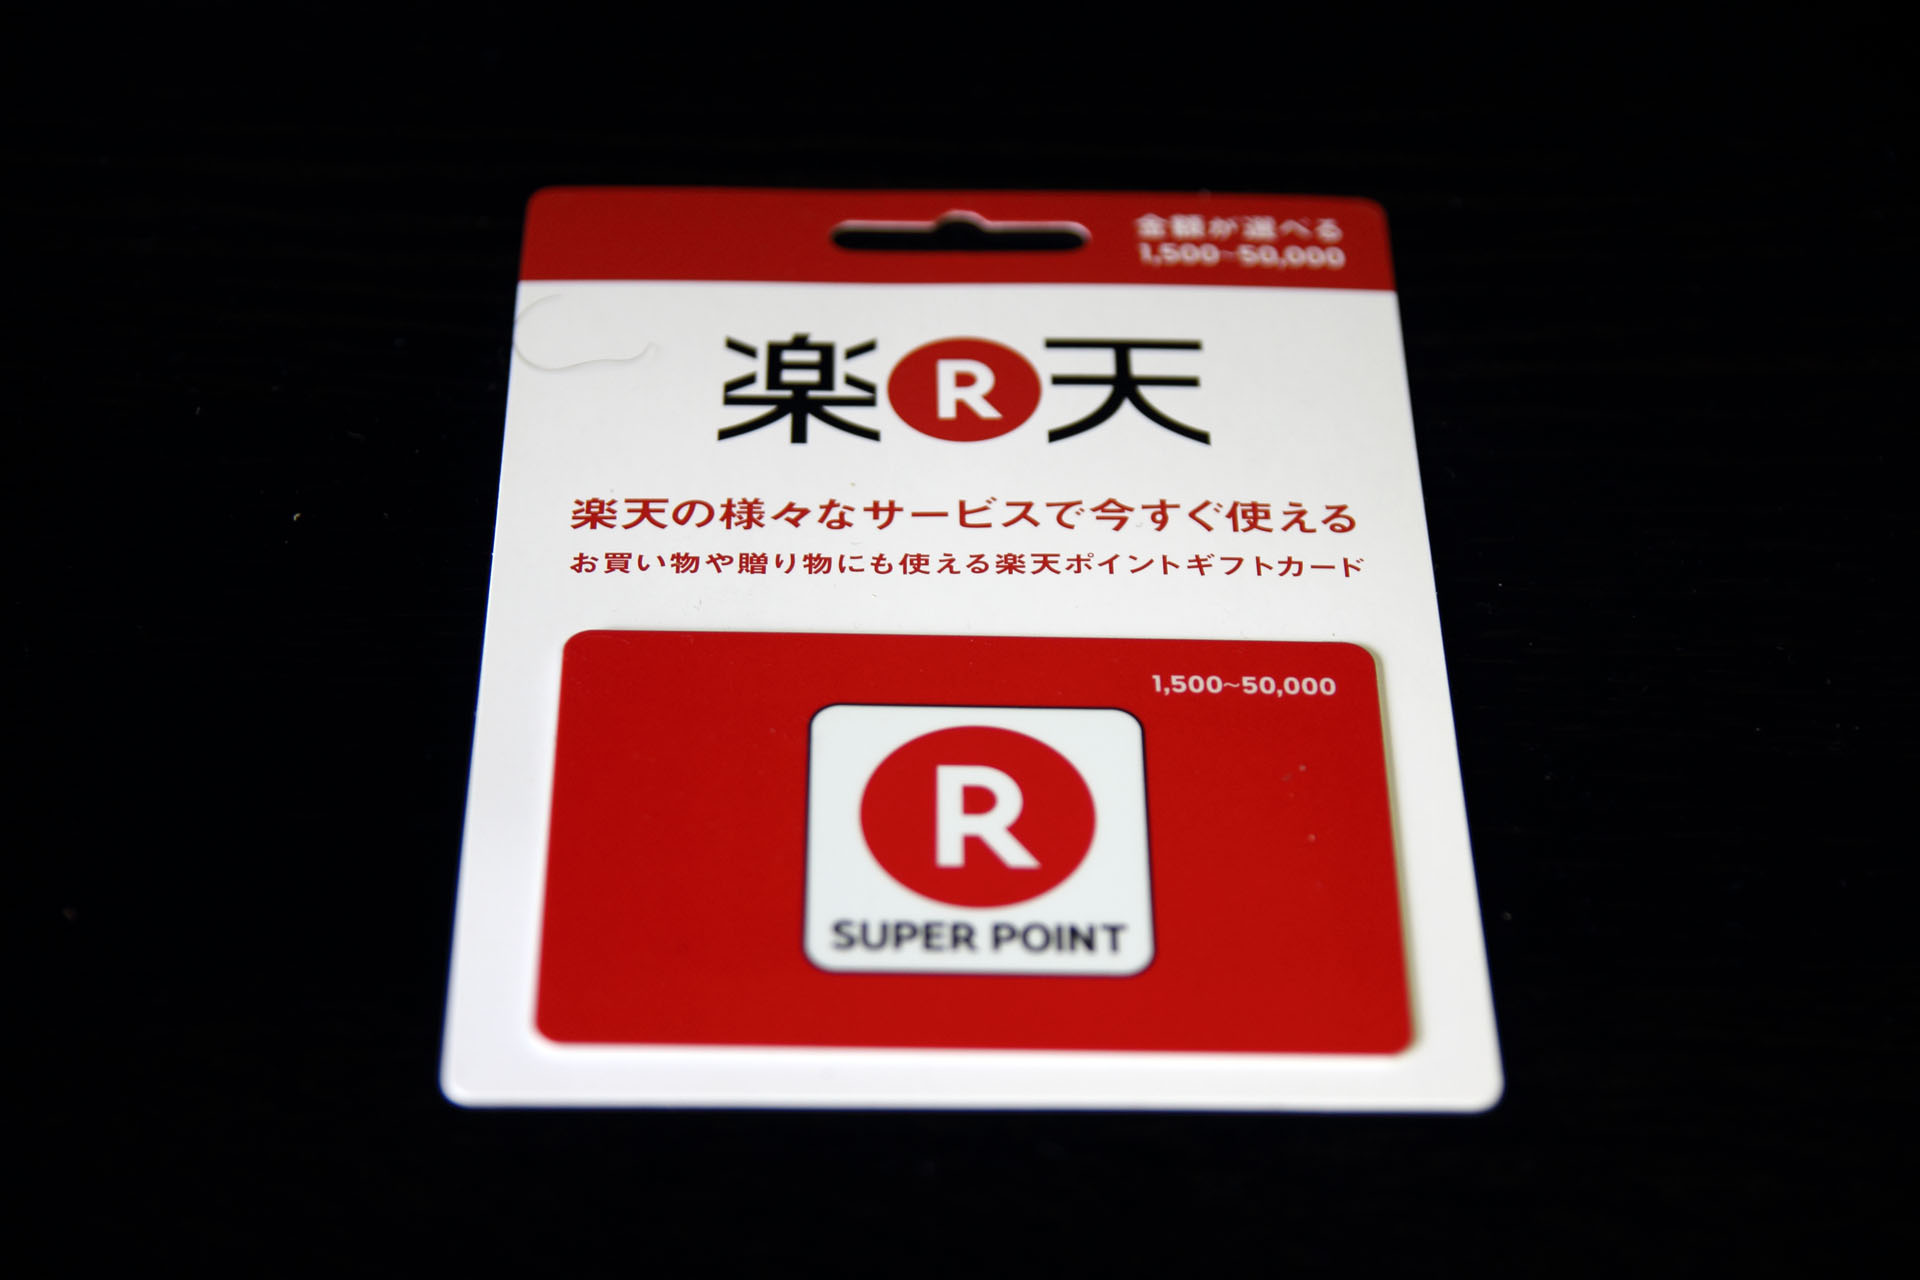 金額が選べる
1,500~50,000
楽R天
楽天の様々なサービスで今すぐ使える
お買い物や贈り物にも使える楽天ポイントギフトカード
1,500~50,000
R
SUPER POINT